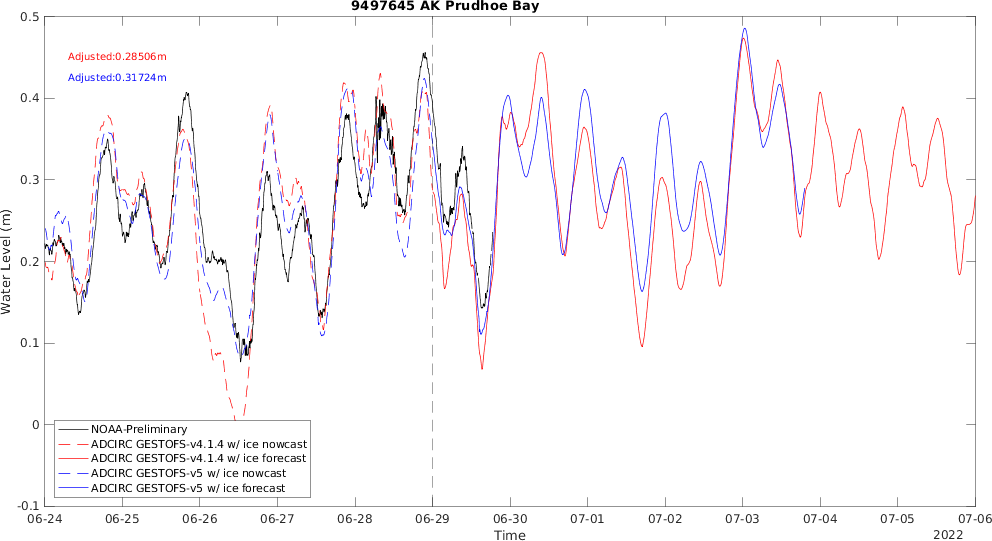 9497645 AK Prudhoe Bay
0.5
Adjusted:0.28506m
Adjusted:0.31724m
0.4
0.3
0.2
0.1
0
-0.1
Water Level (m)
NOAA-Preliminary
ADCIRC GESTOFS-v4.1.4 w/ ice nowcast
ADCIRC GESTOFS-v4.1.4 w/ ice forecast
ADCIRC GESTOFS-v5 w/ ice nowcast
ADCIRC GESTOFS-v5 w/ ice forecast
06-24 06-25 06-26 06-27 06-28 06-29 06-30 07-01 07-02 07-03 07-04 07-05 07-06
Time
2022